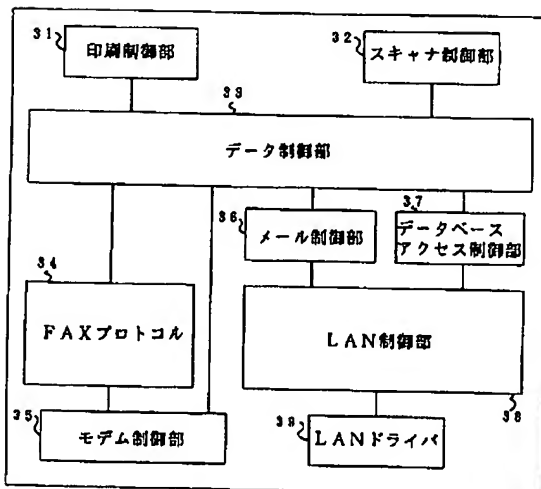 31
印刷制御部
32
スキャナ制御部
33
データ制御部
36
メール制御部
37
データベース
アクセス制御部
34
FAXプロトコル
LAN制御部
38
35
モデム制御部
39
LANドライバ